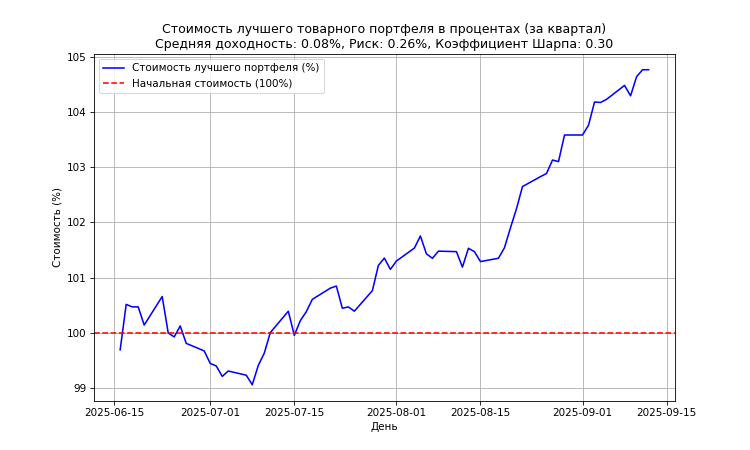 Стоимость лучшего товарного портфеля в процентах (за квартал)
Средняя доходность: 0.08%, Риск: 0.26%, Коэффициент Шарпа: 0.30
Стоимость лучшего портфеля (%)
Начальная стоимость (100%)
Стоимость (%)
105
104
103
102
101
100
99
2025-06-15 2025-07-01 2025-07-15 2025-08-01 2025-08-15 2025-09-01 2025-09-15
День